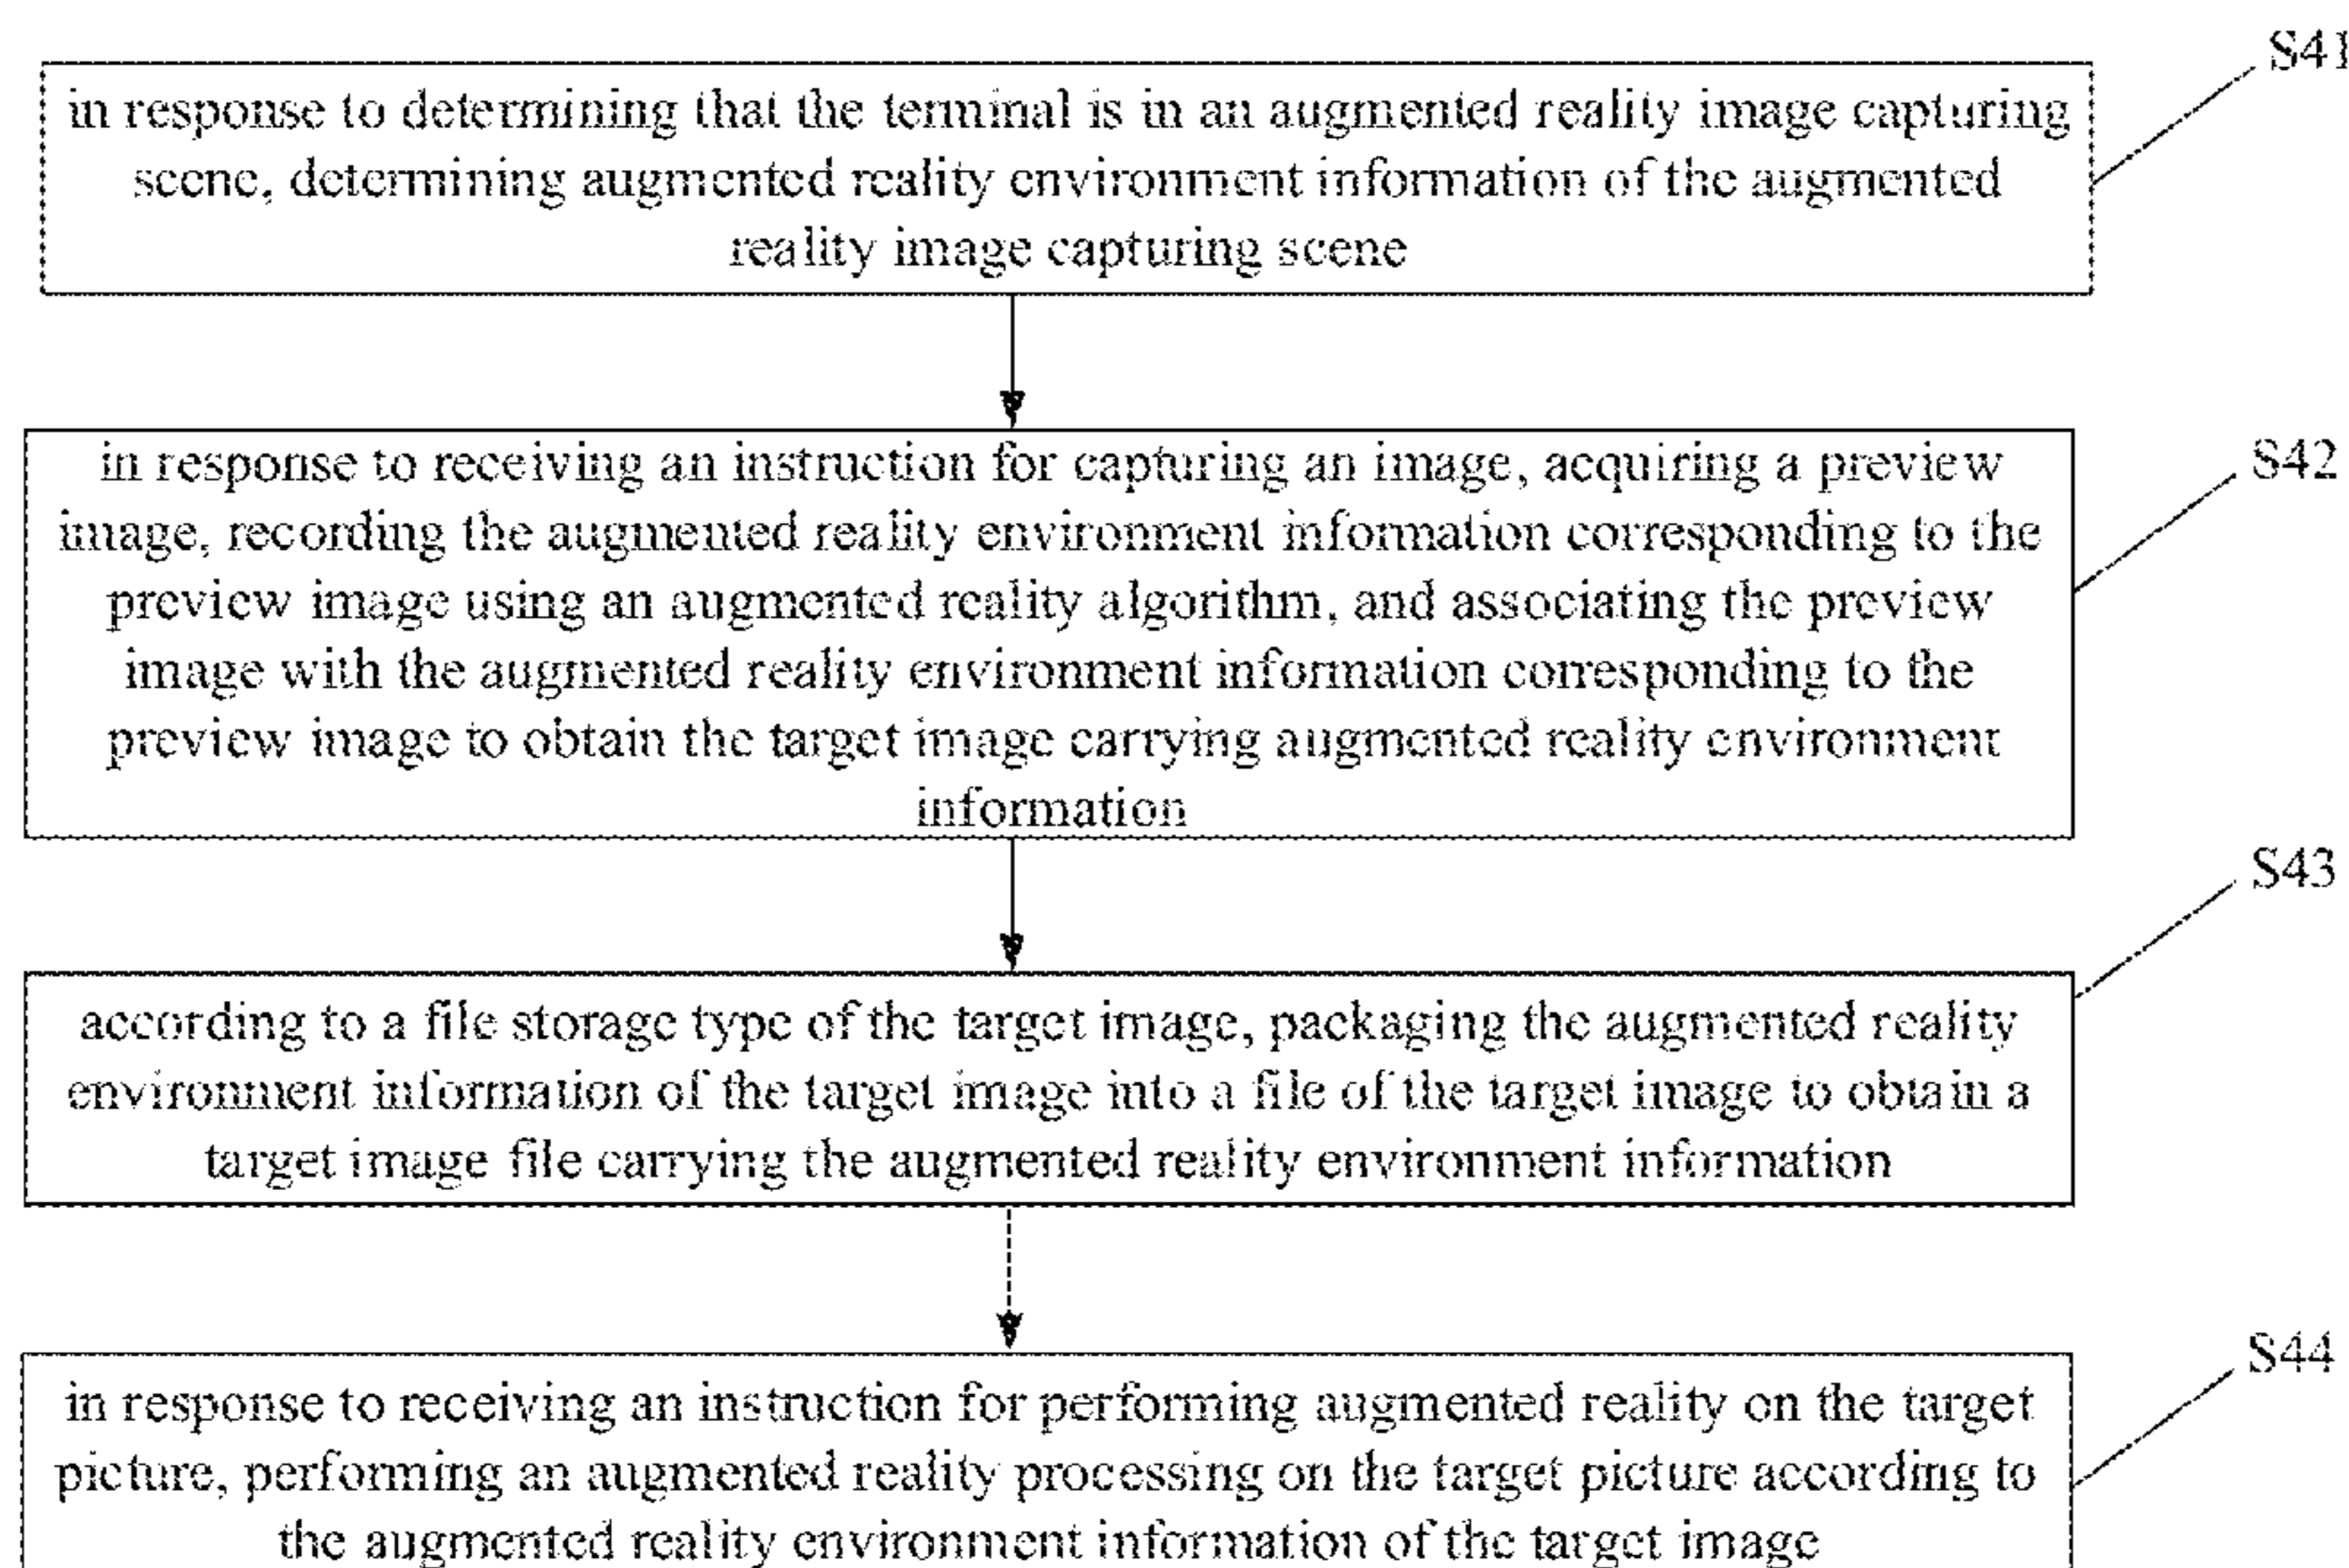 S41
in response to determining that the terminal is in an augmented reality image capturing
scene, determining augmented reality environment information of the augmented
reality image capturing scene
S42
in response to receiving an instruction for capturing an image, acquiring a preview
image, recording the augmented reality environment information corresponding to the
preview image using an augmented reality algorithm, and associating the preview
image with the augmented reality environment information corresponding to the
preview image to obtain the target image carrying augmented reality environment
information
S43
according to a file storage type of the target image, packaging the augmented reality
environment information of the target image into a file of the target image to obtain a
target image file carrying the augmented reality environment information
S44
in response to receiving an instruction for performing augmented reality on the target
picture, performing an augmented reality processing on the target picture according to
the augmented reality environment information of the target image